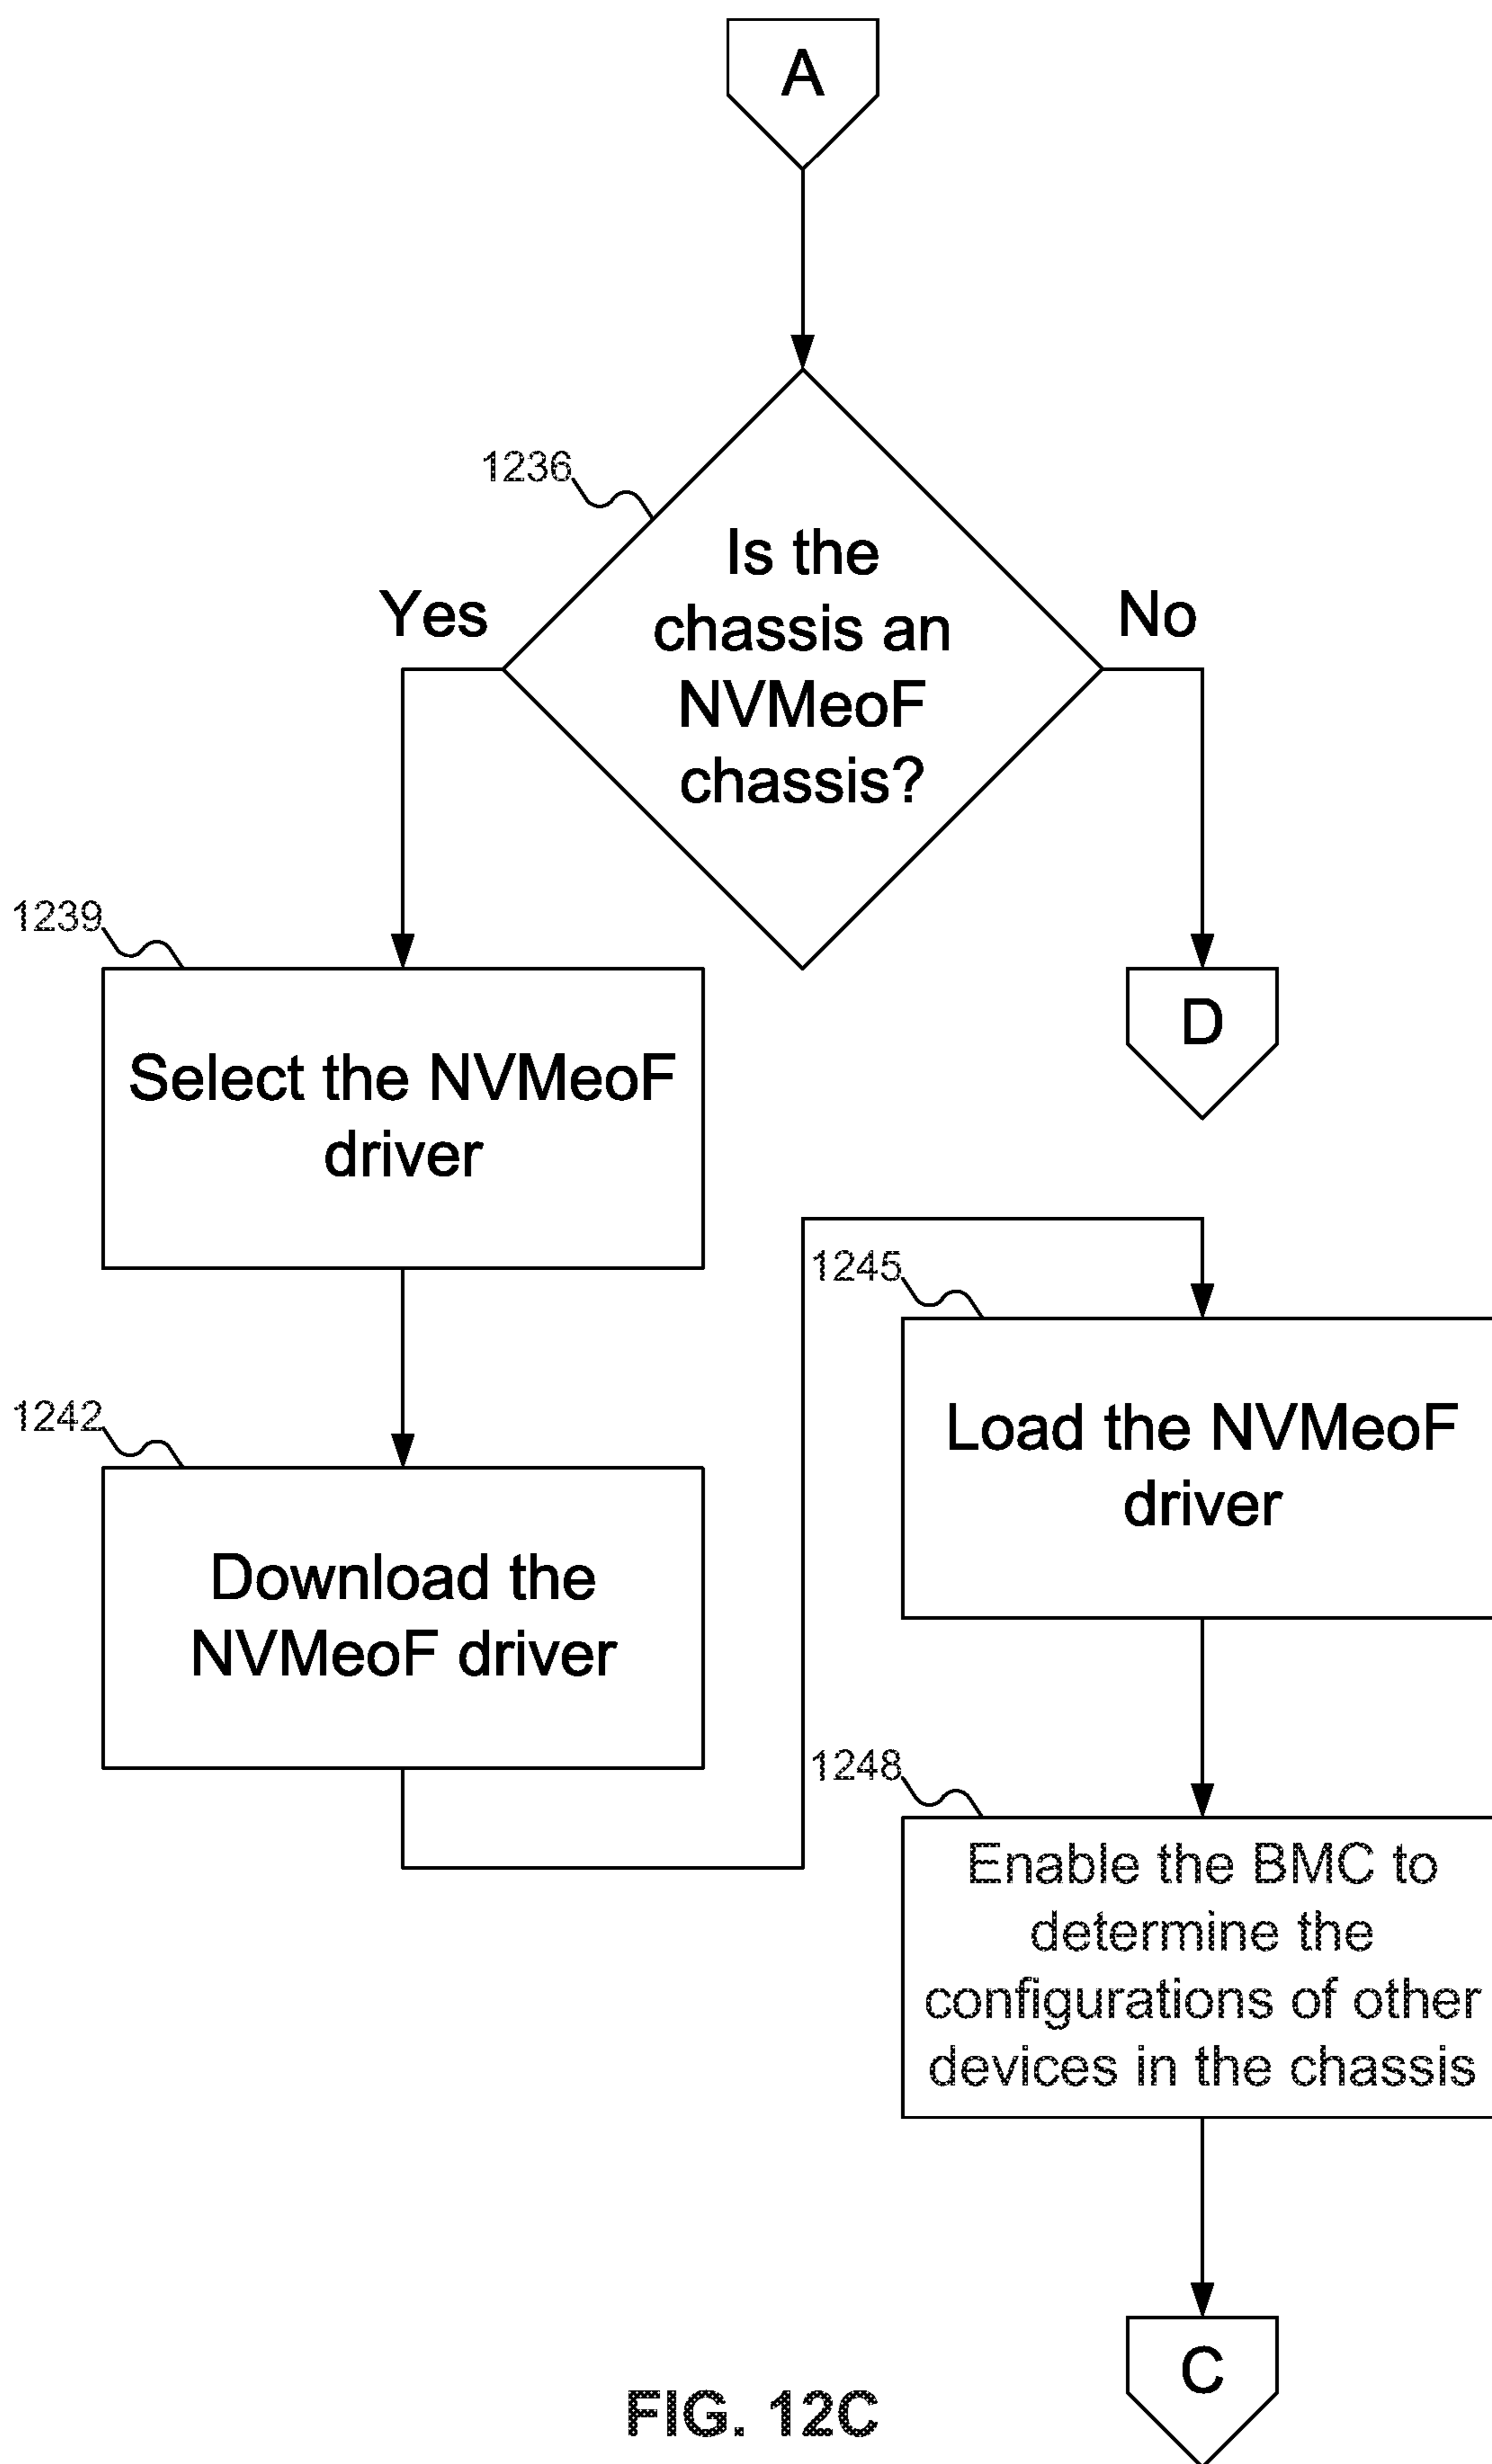 A
1236
Is the
chassis an
NVMeoF
chassis?
Yes
No
1239
Select the NVMeoF
driver
D
1242
Download the
NVMeoF driver
1245
Load the NVMeoF
driver
1248
Enable the BMC to
determine the
configurations of other
devices in the chassis
C
FIG. 12C